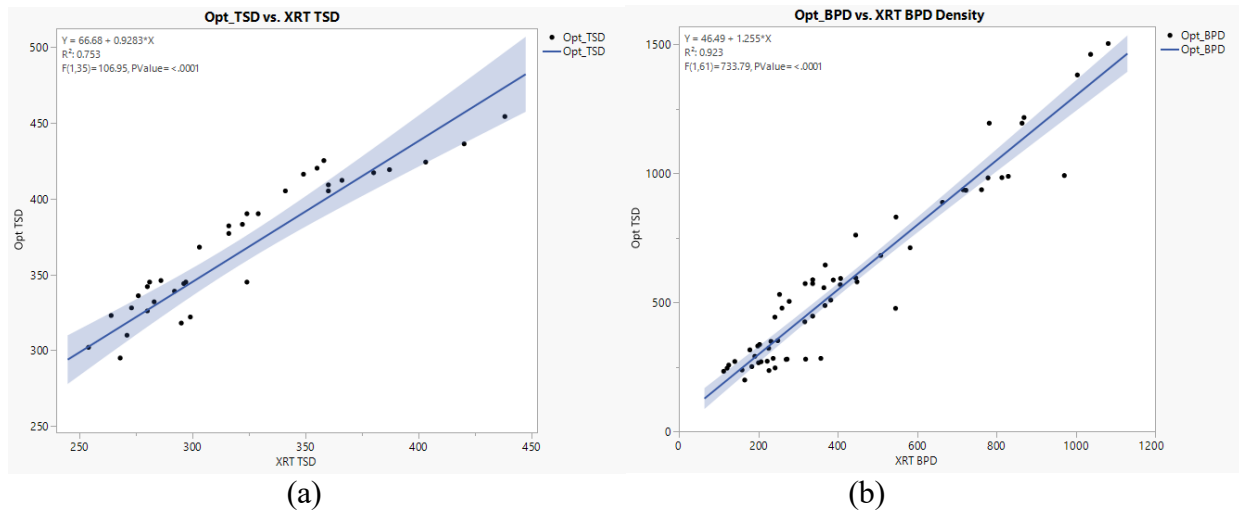 Opt_TSD vs. XRT TSD
Y = 66.68 + 0.9283*X
R²: 0.753
F(1,35)=106.95, PValue=<.0001
Opt_TSD
Opt_TSD
500
450
400
350
300
250
Opt TSD
250
300
350
400
450
XRT TSD
(a)
Opt_BPD vs. XRT BPD Density
Y = 46.49 + 1.255*X
R²: 0.923
F(1,61)=733.79, PValue=<.0001
Opt_BPD
Opt_BPD
1500
1000
500
0
Opt TSD
0
200
400
600
800
1000
1200
XRT BPD
(b)